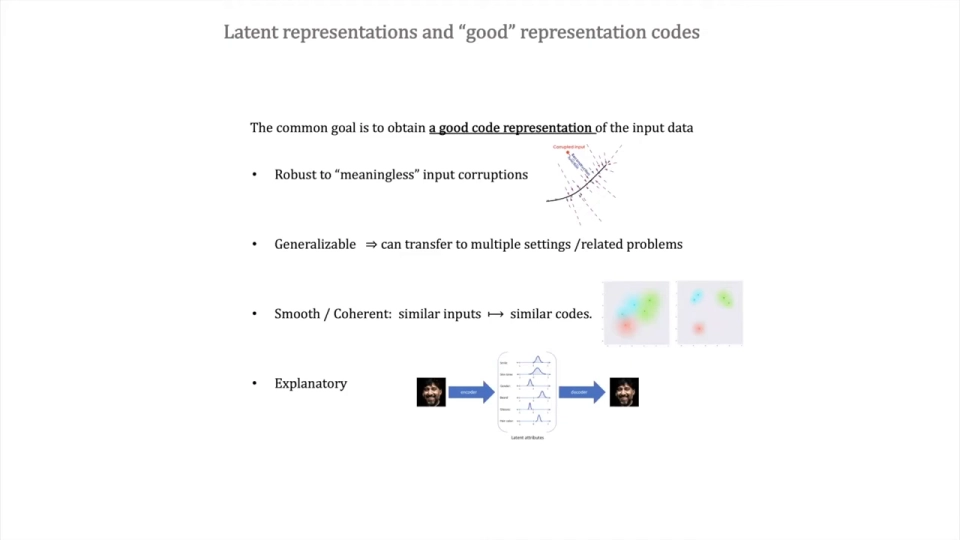 Latent representations and “good” representation codes
The common goal is to obtain a good code representation of the input data
Corrupted input
• Robust to “meaningless” input corruptions
• Generalizable ⇒ can transfer to multiple settings /related problems
• Smooth / Coherent: similar inputs ↦ similar codes.
• Explanatory
encoder
decoder
Latent attributes